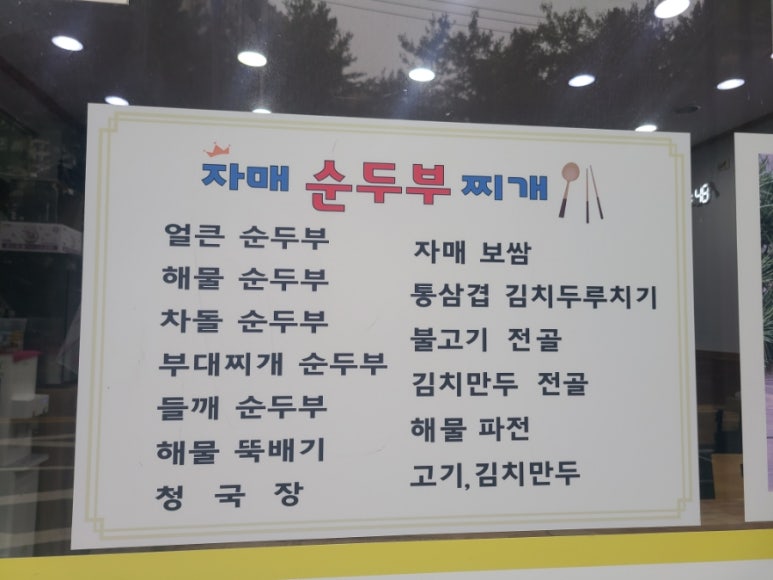 자매 순두부 찌개
얼큰 순두부
해물 순두부
차돌 순두부
부대찌개 순두부
들깨 순두부
해물 뚝배기
청 국 장
자매 보쌈
통삼겹 김치두루치기
불고기 전골
김치만두 전골
해물 파전
고기,김치만두